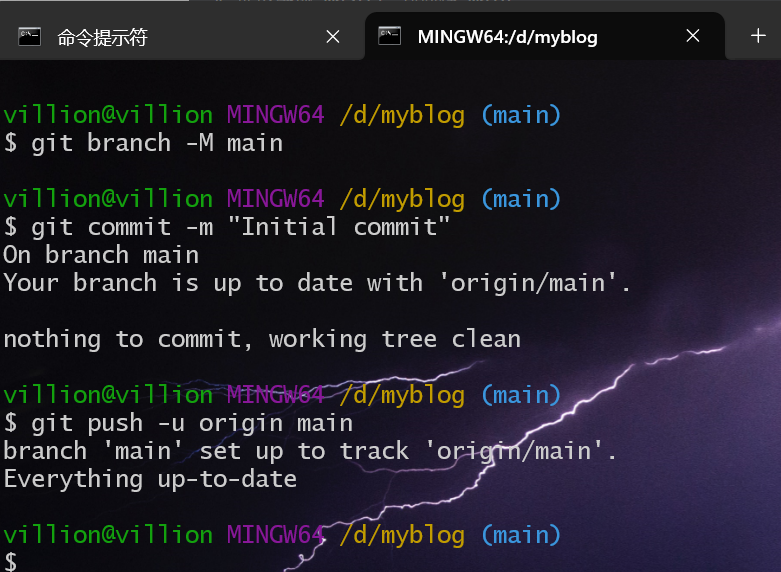 命令提示符
MINGW64:/d/myblog
villion@villion MINGW64 /d/myblog (main)
$ git branch -M main
villion@villion MINGW64 /d/myblog (main)
$ git commit -m "Initial commit"
On branch main
Your branch is up to date with 'origin/main'.
nothing to commit, working tree clean
villion@villion MINGW64 /d/myblog (main)
$ git push -u origin main
branch 'main' set up to track 'origin/main'.
Everything up-to-date
villion@villion MINGW64 /d/myblog (main)
$